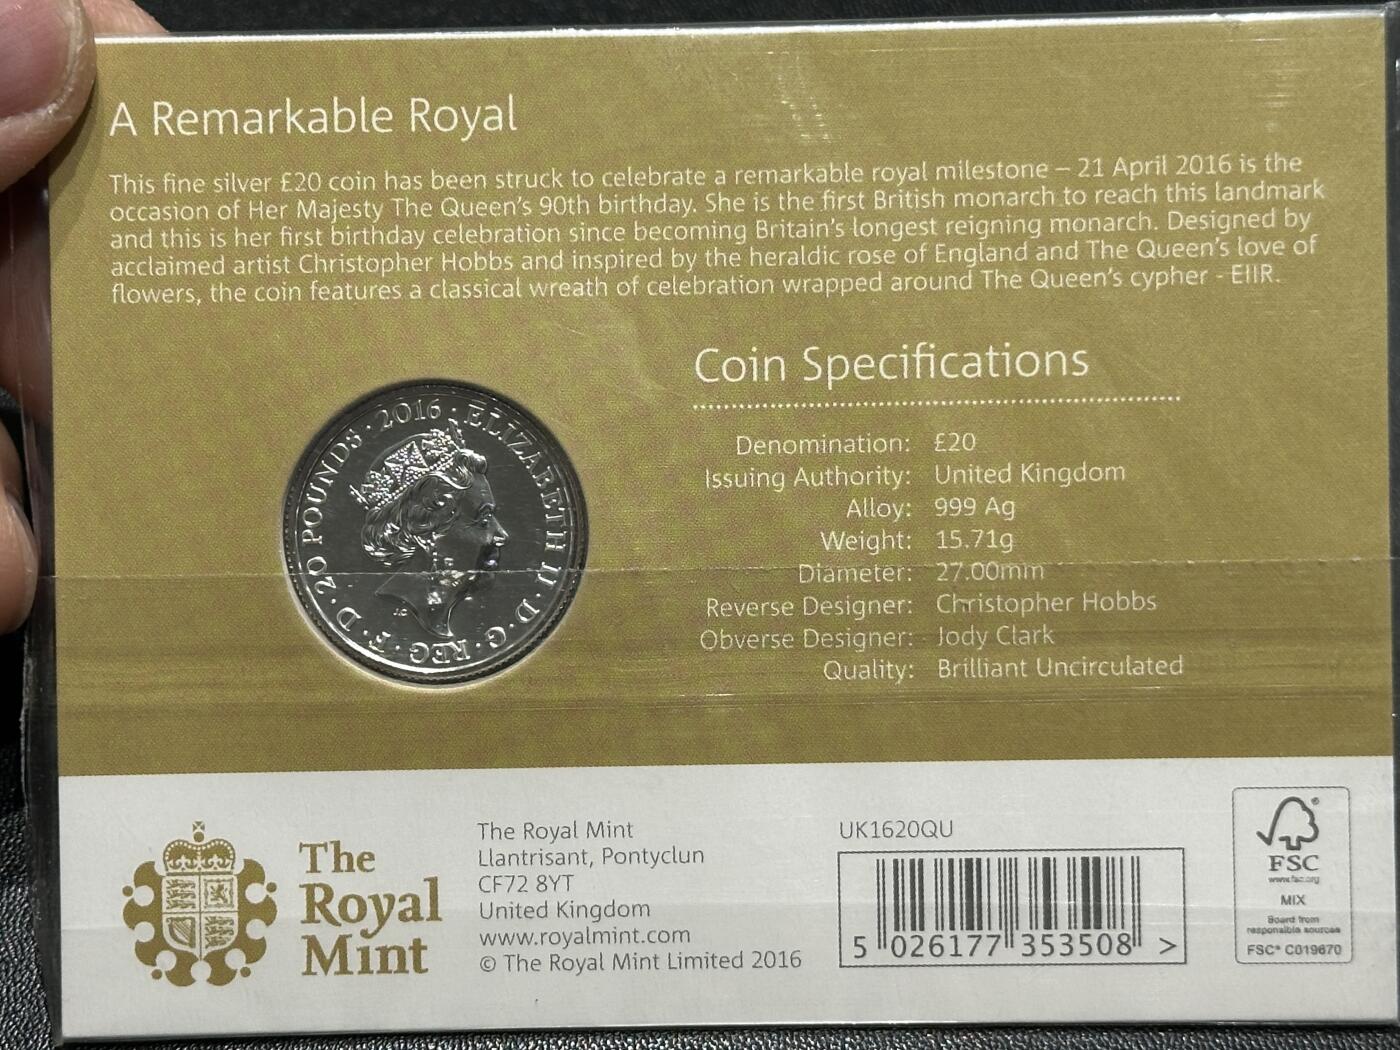 A Remarkable Royal
This fine silver £20 coin has been struck to celebrate a remarkable royal milestone – 21 April 2016 is the
occasion of Her Majesty The Queen's 90th birthday. She is the first British monarch to reach this landmark
and this is her first birthday celebration since becoming Britain's longest reigning monarch. Designed by
acclaimed artist Christopher Hobbs and inspired by the heraldic rose of England and The Queen's love of
flowers, the coin features a classical wreath of celebration wrapped around The Queen's cypher - EIIR.
ELIZABETH II · D · G · REG · F · D · 20 POUNDS · 2016 ·
J.C
Coin Specifications
Denomination: £20
Issuing Authority: United Kingdom
Alloy: 999 Ag
Weight: 15.71g
Diameter: 27.00mm
Reverse Designer: Christopher Hobbs
Obverse Designer: Jody Clark
Quality: Brilliant Uncirculated
The
Royal
Mint
The Royal Mint
Llantrisant, Pontyclun
CF72 8YT
United Kingdom
www.royalmint.com
© The Royal Mint Limited 2016
UK1620QU
5 026177 353508 >
FSC
www.fsc.org
MIX
Board from
responsible sources
FSC® C019670